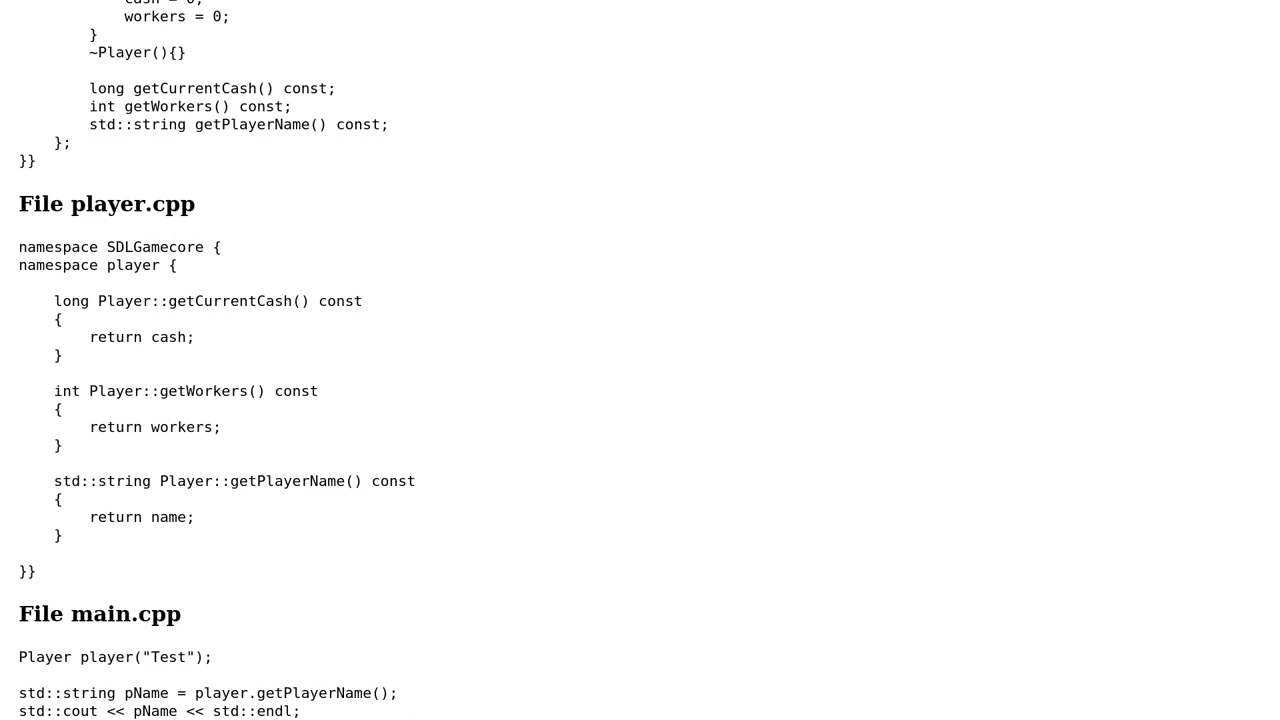 cash = 0;
workers = 0;
}
~Player(){}
long getCurrentCash() const;
int getWorkers() const;
std::string getPlayerName() const;
};
}}
File player.cpp
namespace SDLGamecore {
namespace player {
long Player::getCurrentCash() const
{
return cash;
}
int Player::getWorkers() const
{
return workers;
}
std::string Player::getPlayerName() const
{
return name;
}
}}
File main.cpp
Player player("Test");
std::string pName = player.getPlayerName();
std::cout << pName << std::endl;